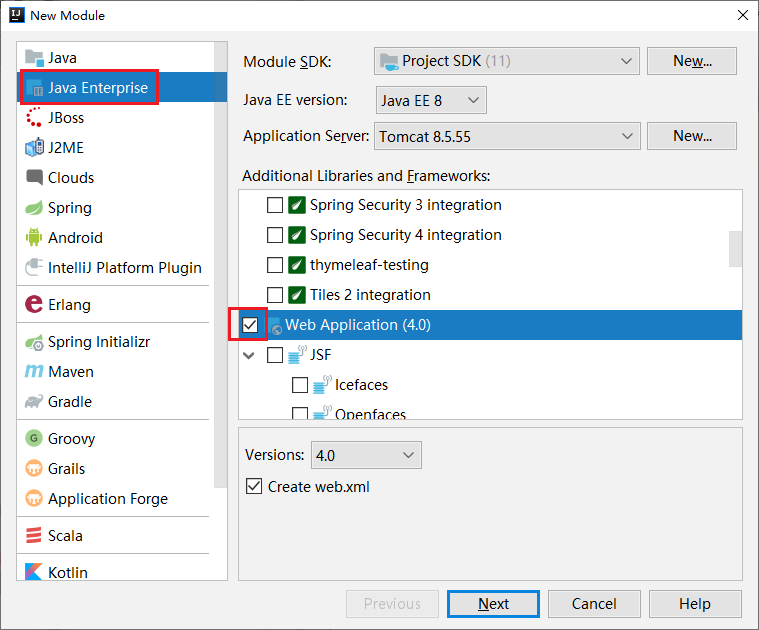 New Module
Java
Java Enterprise
JBoss
J2ME
Clouds
Spring
Android
IntelliJ Platform Plugin
Erlang
Spring Initializr
Maven
Gradle
Groovy
Grails
Application Forge
Scala
Kotlin
Module SDK: Project SDK (11) New...
Java EE version: Java EE 8
Application Server: Tomcat 8.5.55 New...
Additional Libraries and Frameworks:
Spring Security 3 integration
Spring Security 4 integration
thymeleaf-testing
Tiles 2 integration
Web Application (4.0)
JSF
Icefaces
Openfaces
Versions: 4.0
Create web.xml
Previous Next Cancel Help